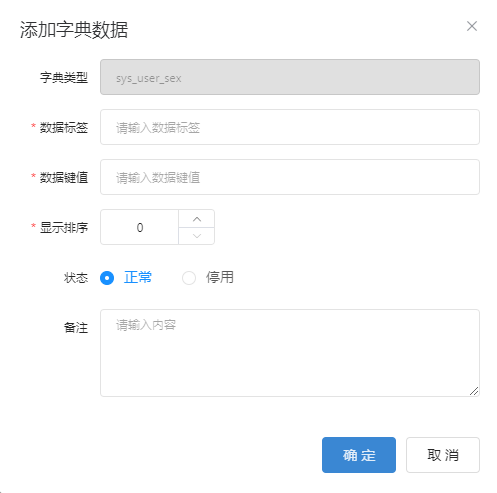 添加字典数据
字典类型 sys_user_sex
* 数据标签 请输入数据标签
* 数据键值 请输入数据键值
* 显示排序 0
状态 正常 停用
备注 请输入内容
确 定 取 消